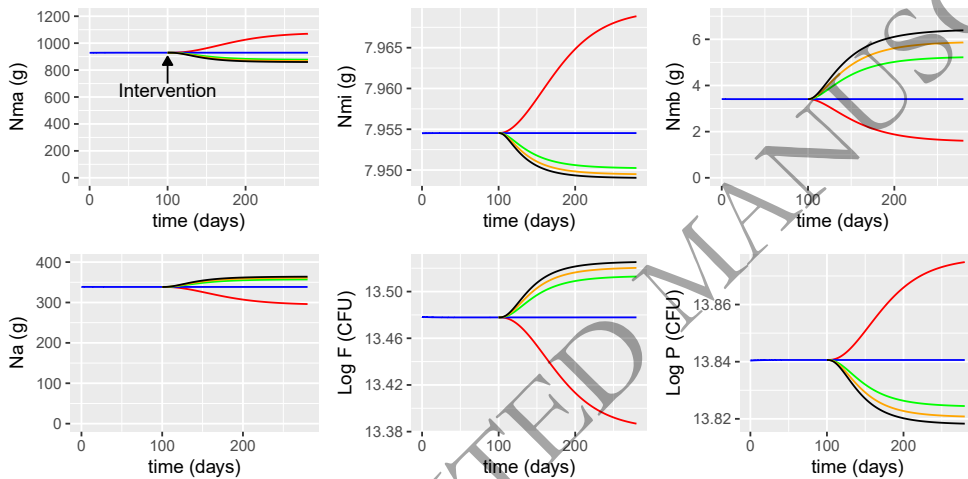 Nma (g)
1200
1000
800
600
400
200
0
Intervention
0 100 200
time (days)
Nmi (g)
7.965
7.960
7.955
7.950
0 100 200
time (days)
Nmb (g)
6
4
2
0
0 100 200
time (days)
Na (g)
400
300
200
100
0
0 100 200
time (days)
Log F (CFU)
13.50
13.46
13.42
13.38
0 100 200
time (days)
Log P (CFU)
13.86
13.84
13.82
0 100 200
time (days)
TED MANUSC